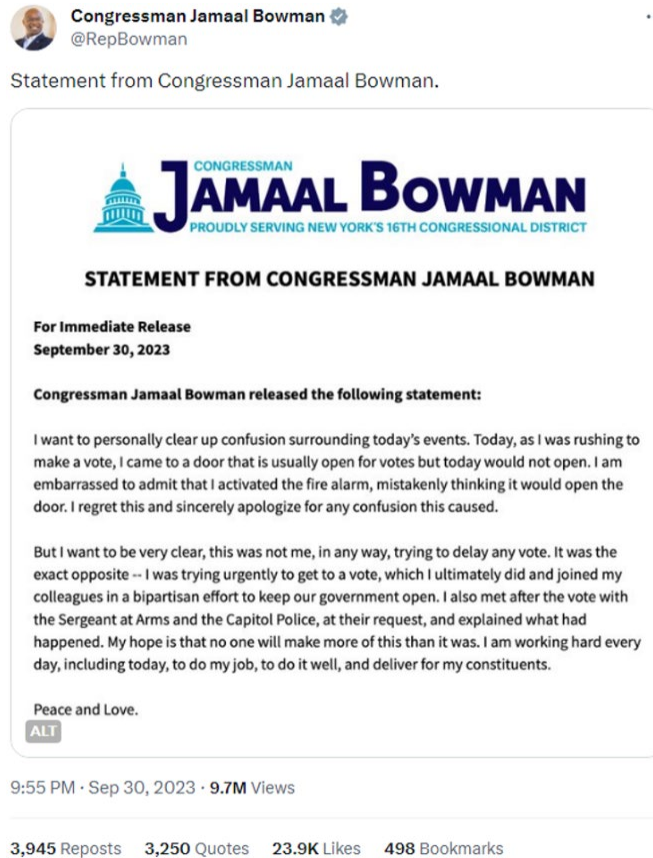 Congressman Jamaal Bowman
@RepBowman
Statement from Congressman Jamaal Bowman.
CONGRESSMAN
JAMAAL BOWMAN
PROUDLY SERVING NEW YORK'S 16TH CONGRESSIONAL DISTRICT
STATEMENT FROM CONGRESSMAN JAMAAL BOWMAN
For Immediate Release
September 30, 2023
Congressman Jamaal Bowman released the following statement:
I want to personally clear up confusion surrounding today's events. Today, as I was rushing to
make a vote, I came to a door that is usually open for votes but today would not open. I am
embarrassed to admit that I activated the fire alarm, mistakenly thinking it would open the
door. I regret this and sincerely apologize for any confusion this caused.
But I want to be very clear, this was not me, in any way, trying to delay any vote. It was the
exact opposite -- I was trying urgently to get to a vote, which I ultimately did and joined my
colleagues in a bipartisan effort to keep our government open. I also met after the vote with
the Sergeant at Arms and the Capitol Police, at their request, and explained what had
happened. My hope is that no one will make more of this than it was. I am working hard every
day, including today, to do my job, to do it well, and deliver for my constituents.
Peace and Love.
ALT
9:55 PM · Sep 30, 2023 · 9.7M Views
3,945 Reposts 3,250 Quotes 23.9K Likes 498 Bookmarks